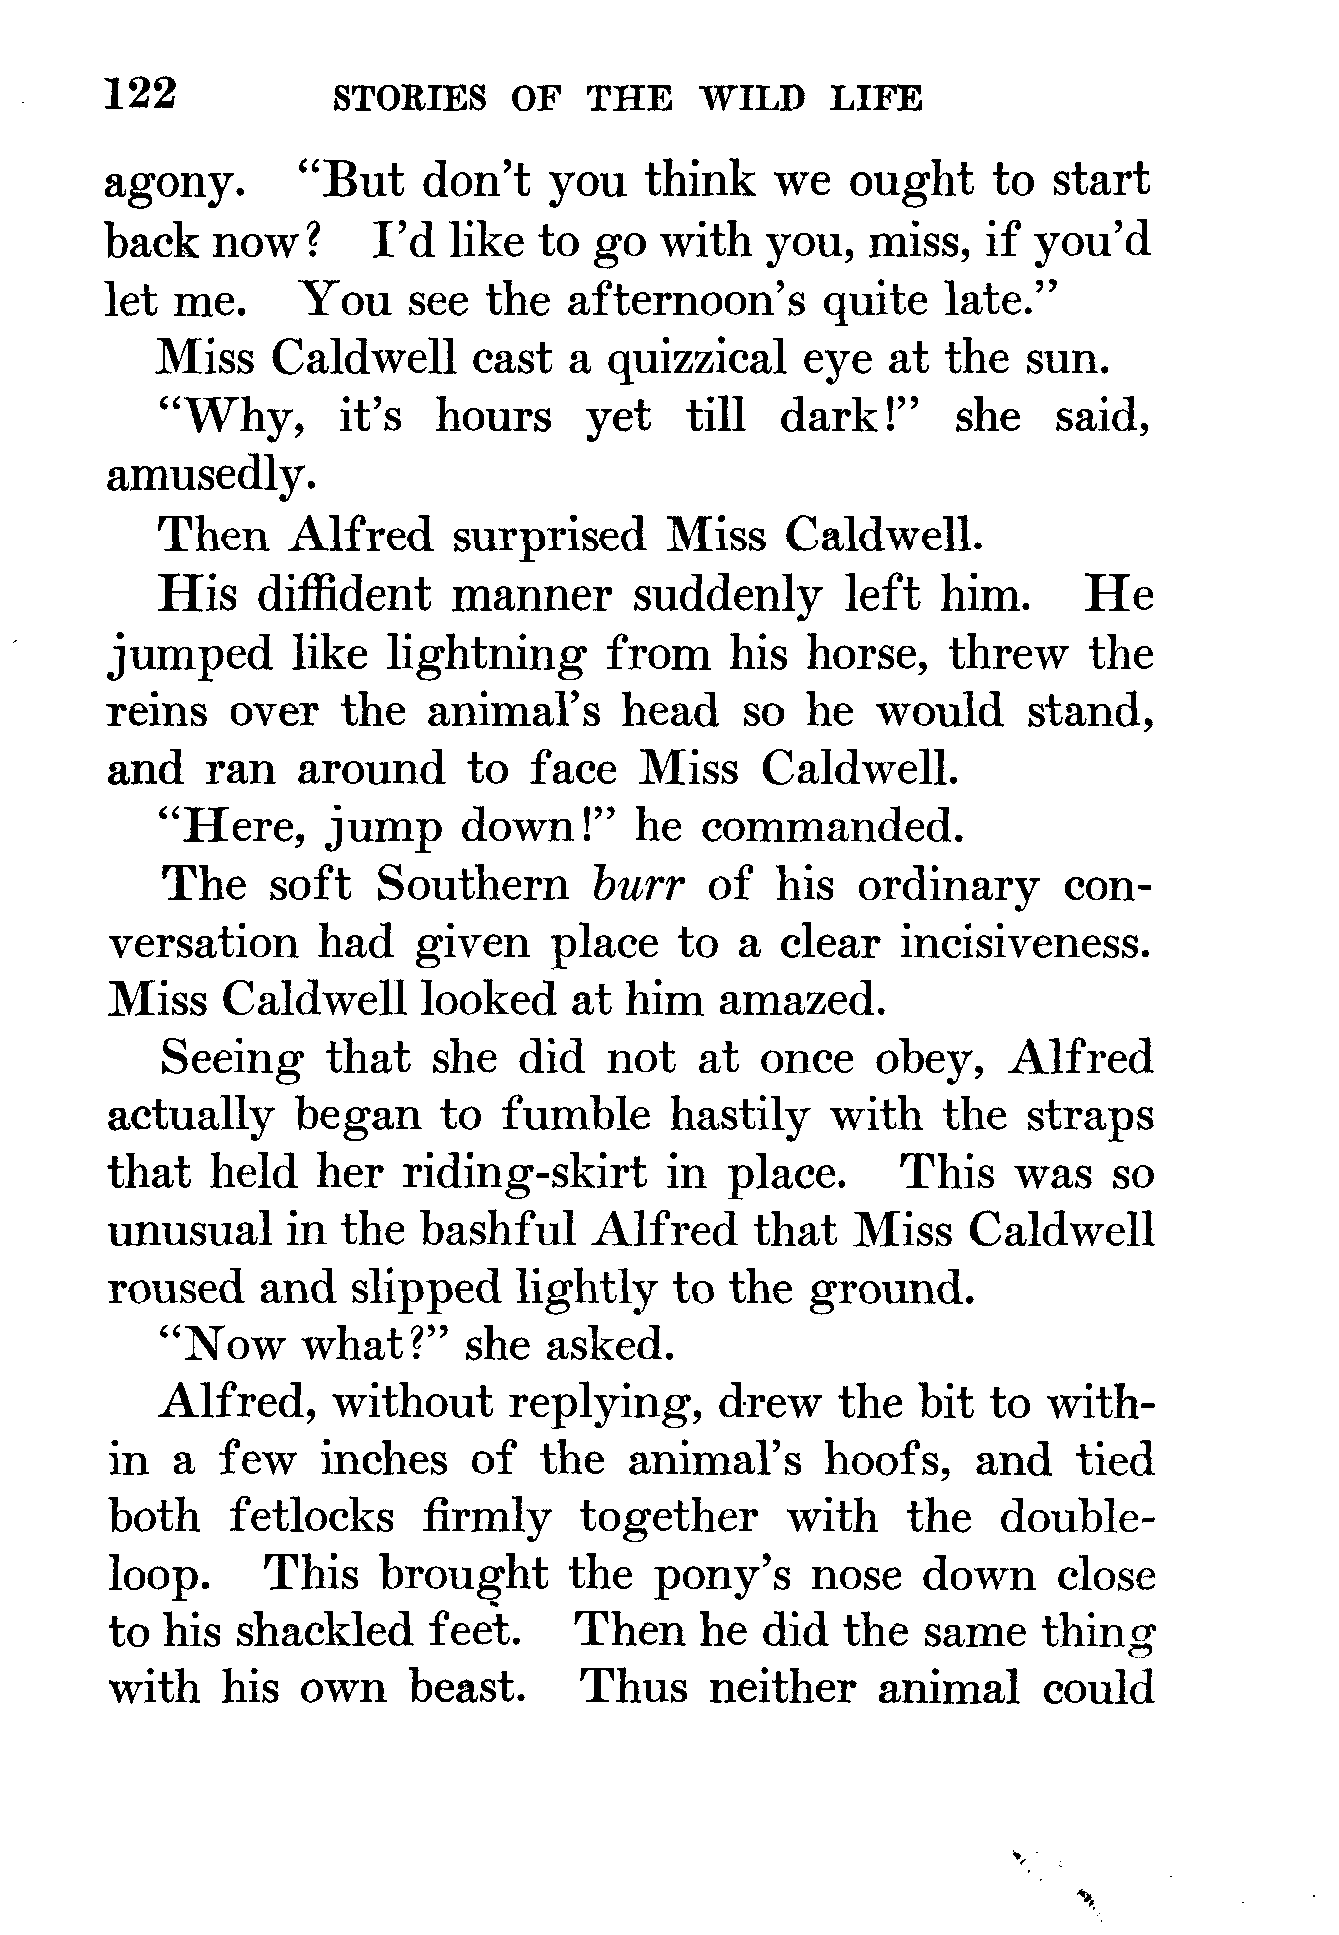 122 STORIES OF THE WILD LIFE
agony. “But don’t you think we ought to start
back now? I’d like to go with you, miss, if you’d
let me. You see the afternoon’s quite late.”
Miss Caldwell cast a quizzical eye at the sun.
“Why, it’s hours yet till dark!” she said,
amusedly.
Then Alfred surprised Miss Caldwell.
His diffident manner suddenly left him. He
jumped like lightning from his horse, threw the
reins over the animal’s head so he would stand,
and ran around to face Miss Caldwell.
“Here, jump down!” he commanded.
The soft Southern burr of his ordinary con-
versation had given place to a clear incisiveness.
Miss Caldwell looked at him amazed.
Seeing that she did not at once obey, Alfred
actually began to fumble hastily with the straps
that held her riding-skirt in place. This was so
unusual in the bashful Alfred that Miss Caldwell
roused and slipped lightly to the ground.
“Now what?” she asked.
Alfred, without replying, drew the bit to with-
in a few inches of the animal’s hoofs, and tied
both fetlocks firmly together with the double-
loop. This brought the pony’s nose down close
to his shackled feet. Then he did the same thing
with his own beast. Thus neither animal could